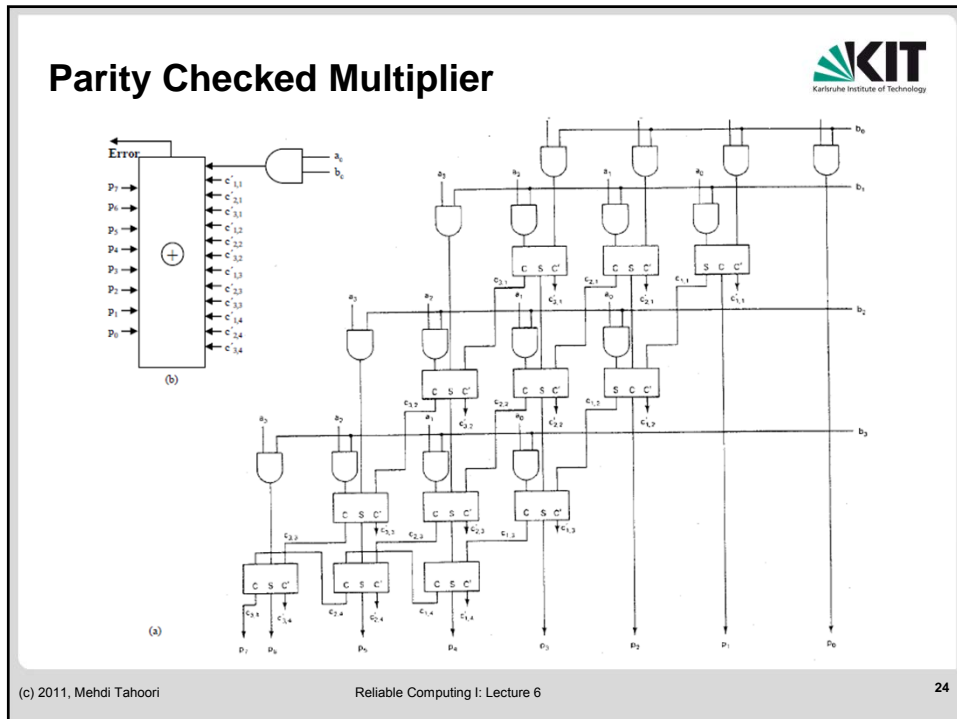 Parity Checked Multiplier
KIT
Karlsruhe Institute of Technology
Error
a_c
b_c
p7
p6
p5
p4
p3
p2
p1
p0
c'1,1
c'2,1
c'3,1
c'1,2
c'2,2
c'3,2
c'1,3
c'2,3
c'3,3
c'1,4
c'2,4
c'3,4
(b)
b0
a3 a2 a1 a0 b1
C S C' C S C' S C C'
c3,1 c'3,1 c2,1 c'2,1 c1,1 c'1,1
a3 a2 a1 a0 b2
C S C' C S C' S C C'
c3,2 c'3,2 c2,2 c'2,2 c1,2 c'1,2
a3 a2 a1 a0 b3
C S C' C S C' C S C'
c3,3 c'3,3 c2,3 c'2,3 c1,3 c'1,3
C S C' C S C' C S C'
c3,4 c'3,4 c2,4 c'2,4 c1,4 c'1,4
(a)
p7 p6 p5 p4 p3 p2 p1 p0
(c) 2011, Mehdi Tahoori
Reliable Computing I: Lecture 6
24